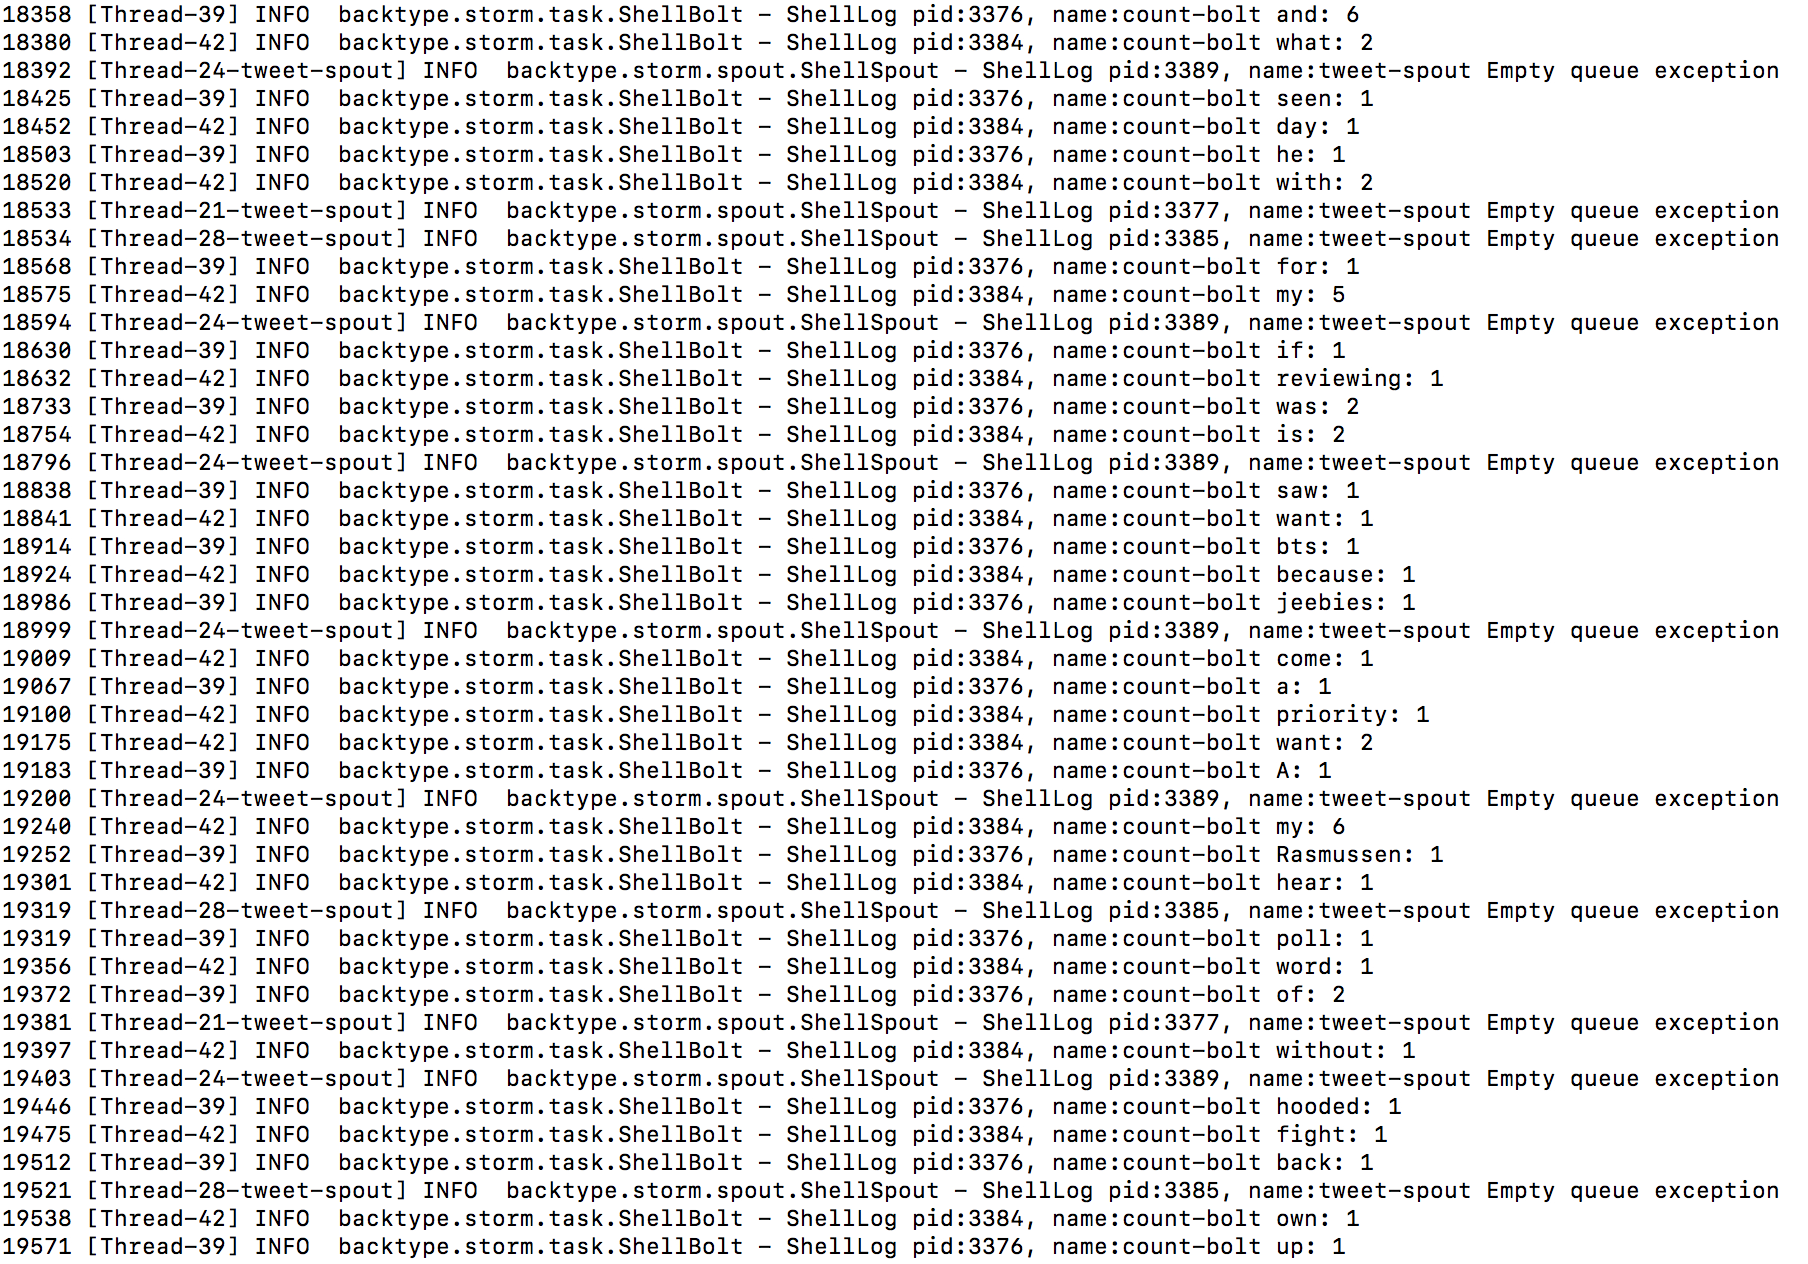 18358 [Thread-39] INFO  backtype.storm.task.ShellBolt - ShellLog pid:3376, name:count-bolt and: 6
18380 [Thread-42] INFO  backtype.storm.task.ShellBolt - ShellLog pid:3384, name:count-bolt what: 2
18392 [Thread-24-tweet-spout] INFO  backtype.storm.spout.ShellSpout - ShellLog pid:3389, name:tweet-spout Empty queue exception
18425 [Thread-39] INFO  backtype.storm.task.ShellBolt - ShellLog pid:3376, name:count-bolt seen: 1
18452 [Thread-42] INFO  backtype.storm.task.ShellBolt - ShellLog pid:3384, name:count-bolt day: 1
18503 [Thread-39] INFO  backtype.storm.task.ShellBolt - ShellLog pid:3376, name:count-bolt he: 1
18520 [Thread-42] INFO  backtype.storm.task.ShellBolt - ShellLog pid:3384, name:count-bolt with: 2
18533 [Thread-21-tweet-spout] INFO  backtype.storm.spout.ShellSpout - ShellLog pid:3377, name:tweet-spout Empty queue exception
18534 [Thread-28-tweet-spout] INFO  backtype.storm.spout.ShellSpout - ShellLog pid:3385, name:tweet-spout Empty queue exception
18568 [Thread-39] INFO  backtype.storm.task.ShellBolt - ShellLog pid:3376, name:count-bolt for: 1
18575 [Thread-42] INFO  backtype.storm.task.ShellBolt - ShellLog pid:3384, name:count-bolt my: 5
18594 [Thread-24-tweet-spout] INFO  backtype.storm.spout.ShellSpout - ShellLog pid:3389, name:tweet-spout Empty queue exception
18630 [Thread-39] INFO  backtype.storm.task.ShellBolt - ShellLog pid:3376, name:count-bolt if: 1
18632 [Thread-42] INFO  backtype.storm.task.ShellBolt - ShellLog pid:3384, name:count-bolt reviewing: 1
18733 [Thread-39] INFO  backtype.storm.task.ShellBolt - ShellLog pid:3376, name:count-bolt was: 2
18754 [Thread-42] INFO  backtype.storm.task.ShellBolt - ShellLog pid:3384, name:count-bolt is: 2
18796 [Thread-24-tweet-spout] INFO  backtype.storm.spout.ShellSpout - ShellLog pid:3389, name:tweet-spout Empty queue exception
18838 [Thread-39] INFO  backtype.storm.task.ShellBolt - ShellLog pid:3376, name:count-bolt saw: 1
18841 [Thread-42] INFO  backtype.storm.task.ShellBolt - ShellLog pid:3384, name:count-bolt want: 1
18914 [Thread-39] INFO  backtype.storm.task.ShellBolt - ShellLog pid:3376, name:count-bolt bts: 1
18924 [Thread-42] INFO  backtype.storm.task.ShellBolt - ShellLog pid:3384, name:count-bolt because: 1
18986 [Thread-39] INFO  backtype.storm.task.ShellBolt - ShellLog pid:3376, name:count-bolt jeebies: 1
18999 [Thread-24-tweet-spout] INFO  backtype.storm.spout.ShellSpout - ShellLog pid:3389, name:tweet-spout Empty queue exception
19009 [Thread-42] INFO  backtype.storm.task.ShellBolt - ShellLog pid:3384, name:count-bolt come: 1
19067 [Thread-39] INFO  backtype.storm.task.ShellBolt - ShellLog pid:3376, name:count-bolt a: 1
19100 [Thread-42] INFO  backtype.storm.task.ShellBolt - ShellLog pid:3384, name:count-bolt priority: 1
19175 [Thread-42] INFO  backtype.storm.task.ShellBolt - ShellLog pid:3384, name:count-bolt want: 2
19183 [Thread-39] INFO  backtype.storm.task.ShellBolt - ShellLog pid:3376, name:count-bolt A: 1
19200 [Thread-24-tweet-spout] INFO  backtype.storm.spout.ShellSpout - ShellLog pid:3389, name:tweet-spout Empty queue exception
19240 [Thread-42] INFO  backtype.storm.task.ShellBolt - ShellLog pid:3384, name:count-bolt my: 6
19252 [Thread-39] INFO  backtype.storm.task.ShellBolt - ShellLog pid:3376, name:count-bolt Rasmussen: 1
19301 [Thread-42] INFO  backtype.storm.task.ShellBolt - ShellLog pid:3384, name:count-bolt hear: 1
19319 [Thread-28-tweet-spout] INFO  backtype.storm.spout.ShellSpout - ShellLog pid:3385, name:tweet-spout Empty queue exception
19319 [Thread-39] INFO  backtype.storm.task.ShellBolt - ShellLog pid:3376, name:count-bolt poll: 1
19356 [Thread-42] INFO  backtype.storm.task.ShellBolt - ShellLog pid:3384, name:count-bolt word: 1
19372 [Thread-39] INFO  backtype.storm.task.ShellBolt - ShellLog pid:3376, name:count-bolt of: 2
19381 [Thread-21-tweet-spout] INFO  backtype.storm.spout.ShellSpout - ShellLog pid:3377, name:tweet-spout Empty queue exception
19397 [Thread-42] INFO  backtype.storm.task.ShellBolt - ShellLog pid:3384, name:count-bolt without: 1
19403 [Thread-24-tweet-spout] INFO  backtype.storm.spout.ShellSpout - ShellLog pid:3389, name:tweet-spout Empty queue exception
19446 [Thread-39] INFO  backtype.storm.task.ShellBolt - ShellLog pid:3376, name:count-bolt hooded: 1
19475 [Thread-42] INFO  backtype.storm.task.ShellBolt - ShellLog pid:3384, name:count-bolt fight: 1
19512 [Thread-39] INFO  backtype.storm.task.ShellBolt - ShellLog pid:3376, name:count-bolt back: 1
19521 [Thread-28-tweet-spout] INFO  backtype.storm.spout.ShellSpout - ShellLog pid:3385, name:tweet-spout Empty queue exception
19538 [Thread-42] INFO  backtype.storm.task.ShellBolt - ShellLog pid:3384, name:count-bolt own: 1
19571 [Thread-39] INFO  backtype.storm.task.ShellBolt - ShellLog pid:3376, name:count-bolt up: 1